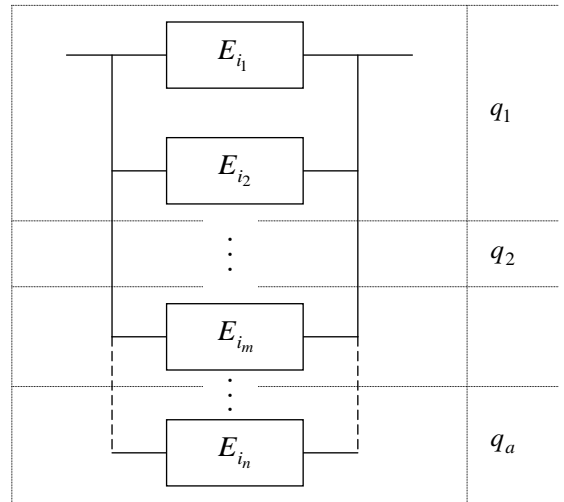 E_{i_1}
q_1
E_{i_2}
⋮
q_2
E_{i_m}
⋮
E_{i_n}
q_a